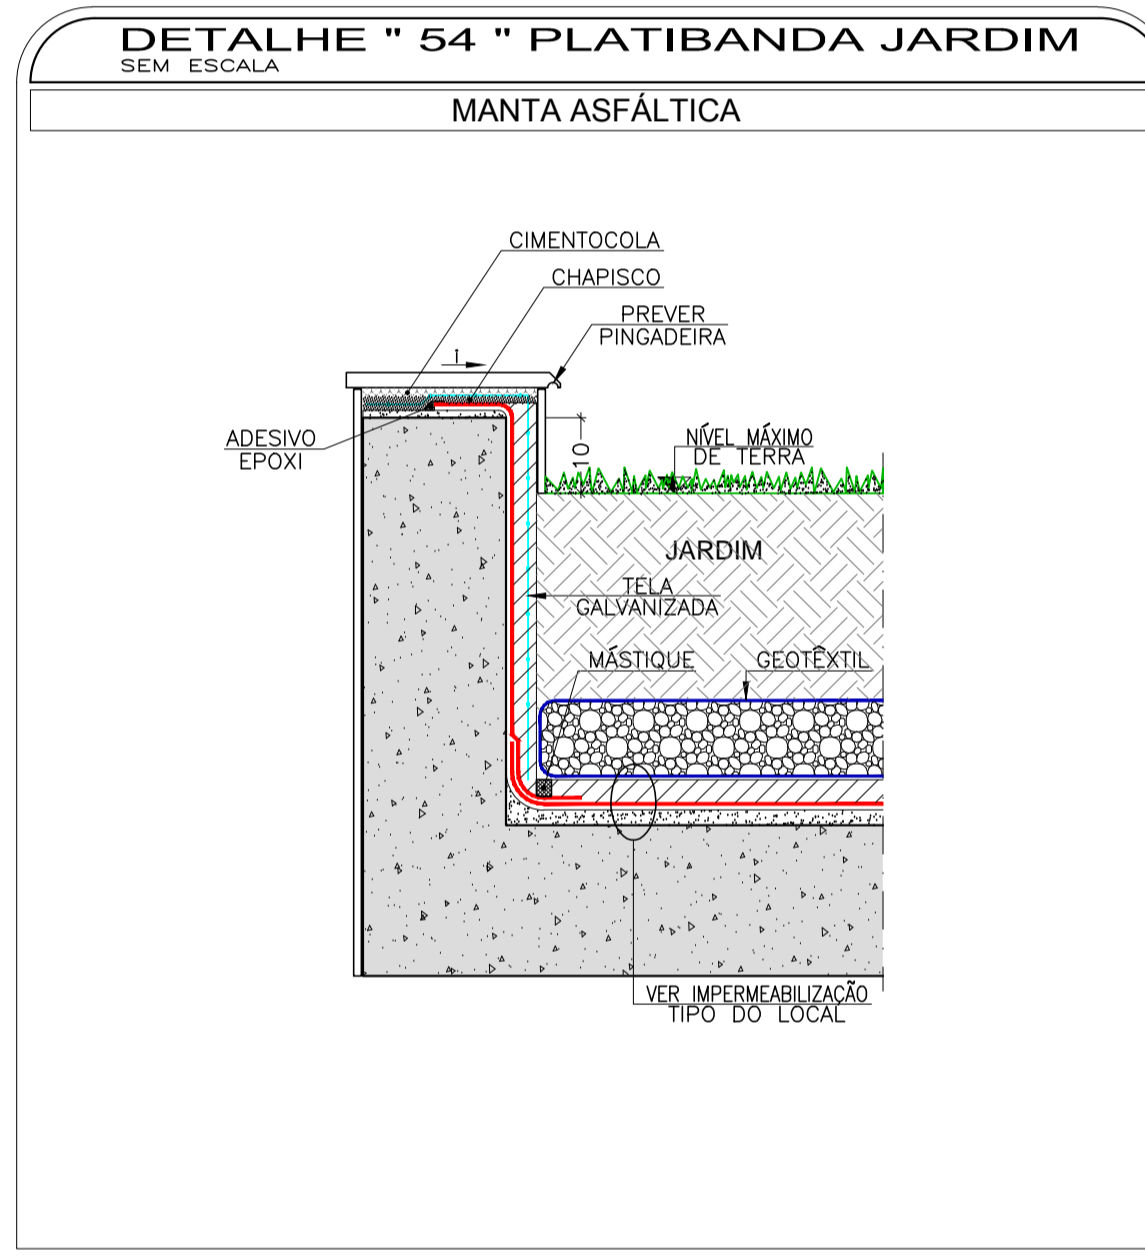 DETALHE " 54 " PLATIBANDA JARDIM
SEM ESCALA
MANTA ASFÁLTICA
CIMENTOCOLA
CHAPISCO
PREVER
PINGADEIRA
i
ADESIVO
EPOXI
10
NÍVEL MÁXIMO
DE TERRA
JARDIM
TELA
GALVANIZADA
MÁSTIQUE
GEOTÊXTIL
VER IMPERMEABILIZAÇÃO
TIPO DO LOCAL